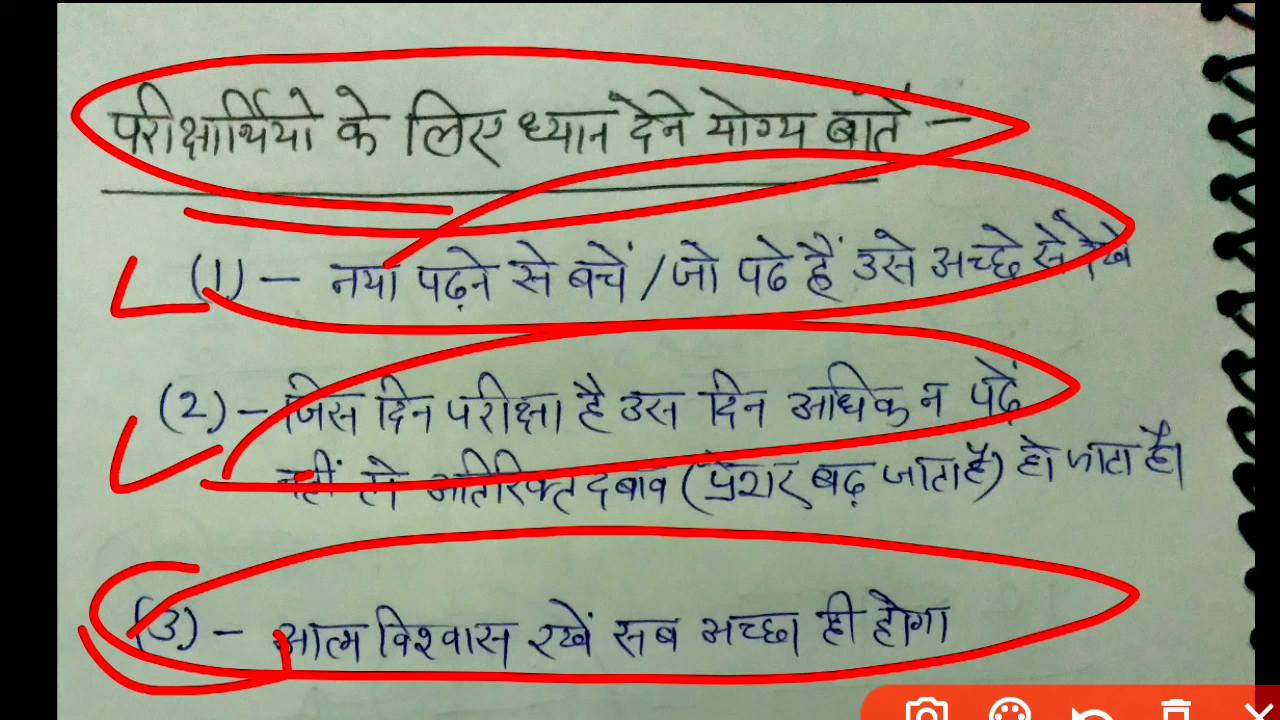 परीक्षार्थियो के लिए ध्यान देने योग्य बातें -
(1) - नया पढ़ने से बचें / जो पढे हैं उसे अच्छे से देखे
(2) - जिस दिन परीक्षा है उस दिन अधिक न पढें
नहीं तो अतिरिक्त दबाव (प्रेशर बढ़ जाता है) हो जाता है।
(3) - आत्म विश्वास रखें सब अच्छा ही होगा